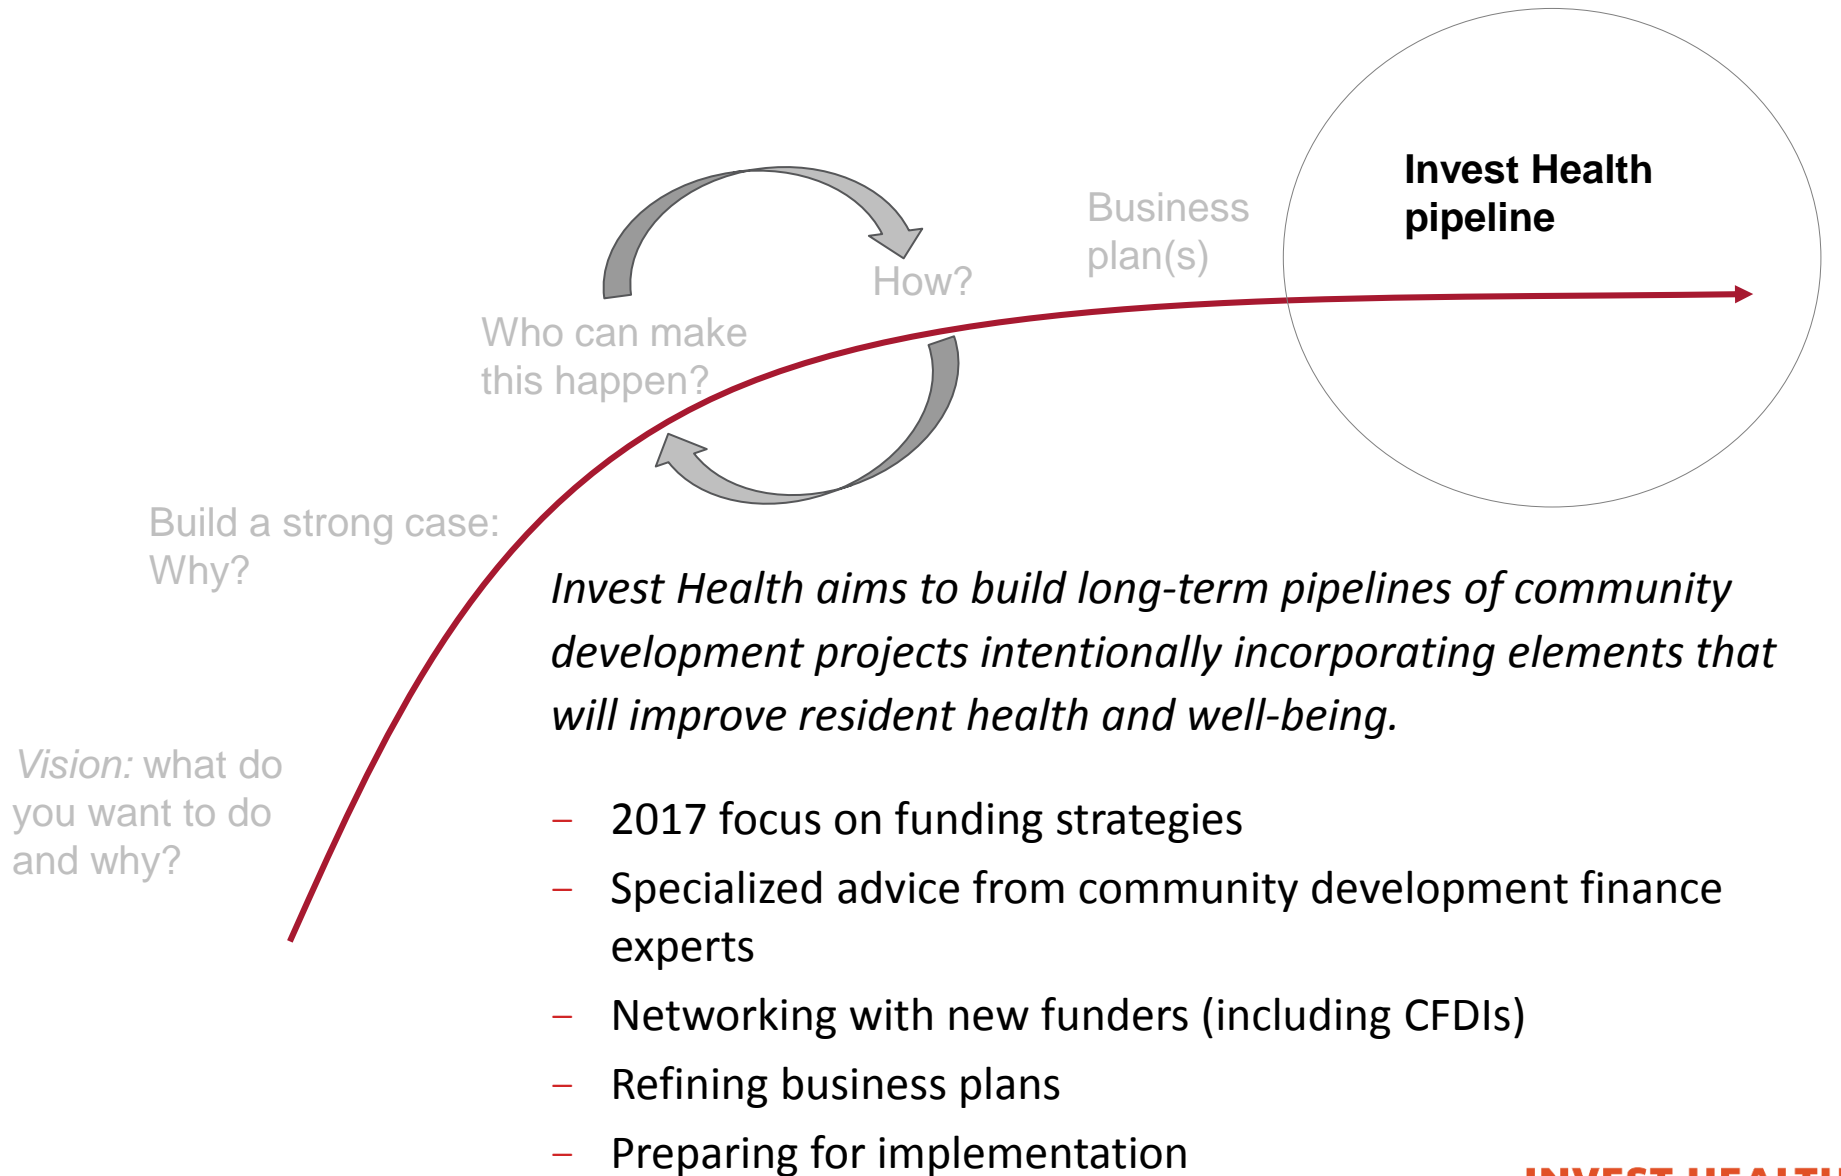 Invest Health
pipeline
Business
plan(s)
How?
Who can make
this happen?
Build a strong case:
Why?
Vision: what do
you want to do
and why?
Invest Health aims to build long-term pipelines of community
development projects intentionally incorporating elements that
will improve resident health and well-being.
– 2017 focus on funding strategies
– Specialized advice from community development finance
experts
– Networking with new funders (including CFDIs)
– Refining business plans
– Preparing for implementation
INVEST HEALTH